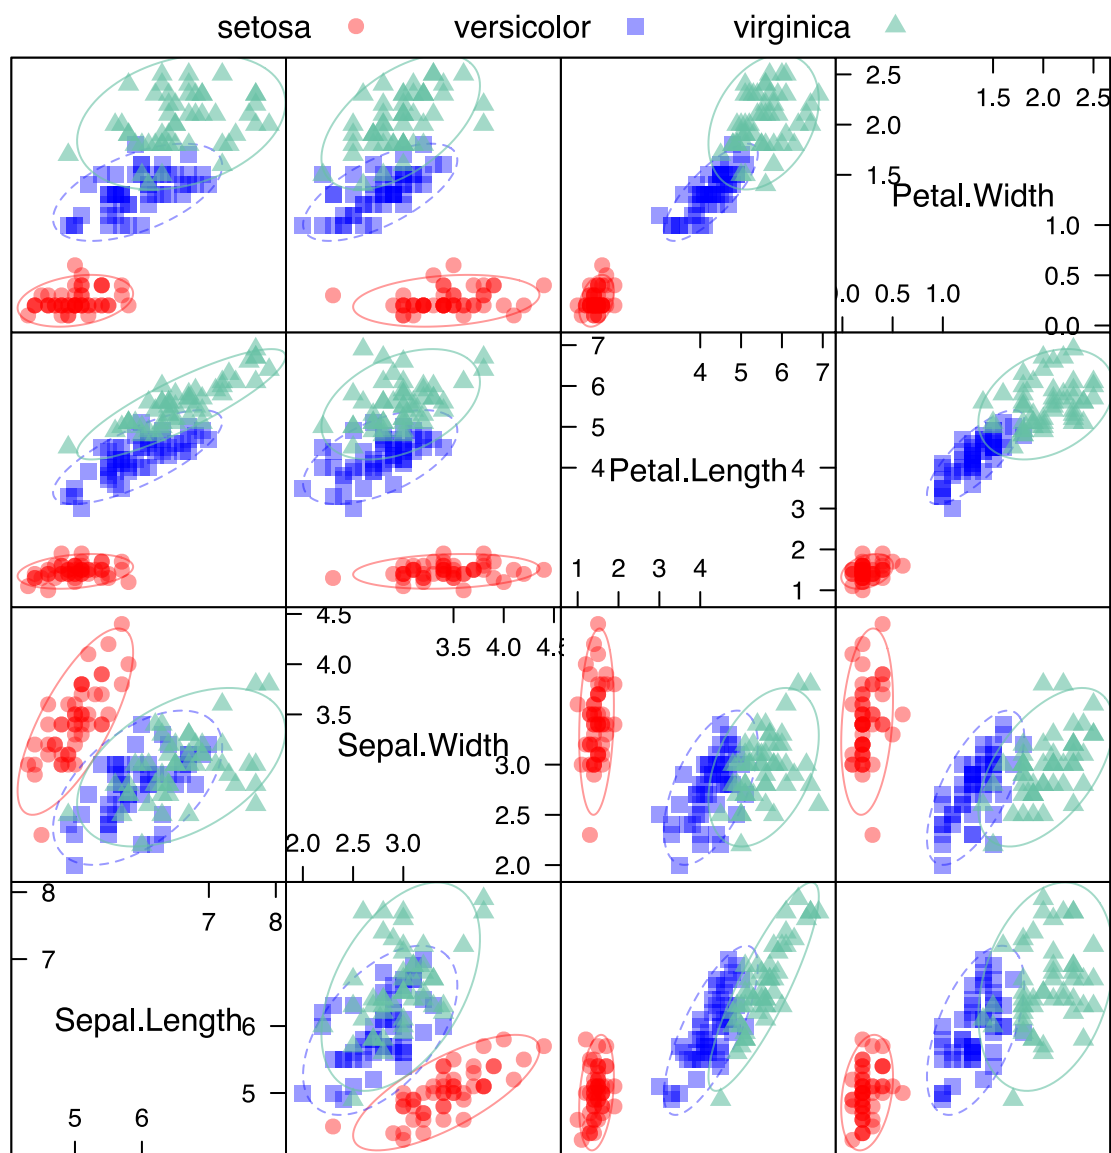 setosa versicolor virginica
2.5 1.5 2.0 2.5
2.0
1.5 Petal.Width
1.0
0.5
.0 0.5 1.0
0.0
7 4 5 6 7
6
5
4 Petal.Length 4
3
2
1 2 3 4
1
4.5 3.5 4.0 4.5
4.0
3.5
Sepal.Width
3.0
2.5
2.0 2.5 3.0
2.0
8 7 8
7
Sepal.Length 6
5
5 6